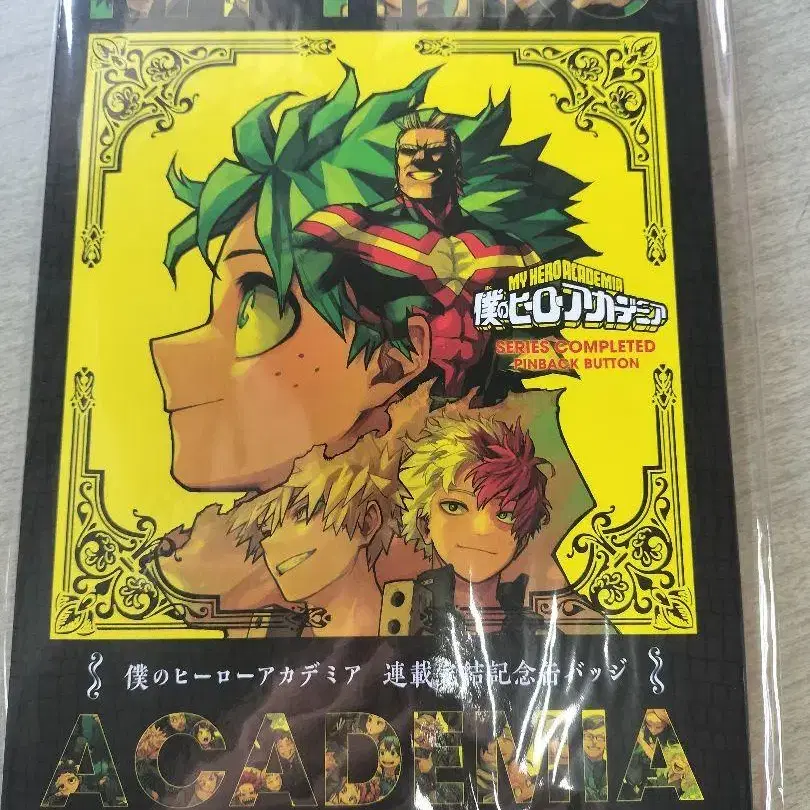 MY HERO
MY HERO ACADEMIA
僕のヒーローアカデミア
SERIES COMPLETED
PINBACK BUTTON
僕のヒーローアカデミア 連載完結記念缶バッジ
ACADEMIA